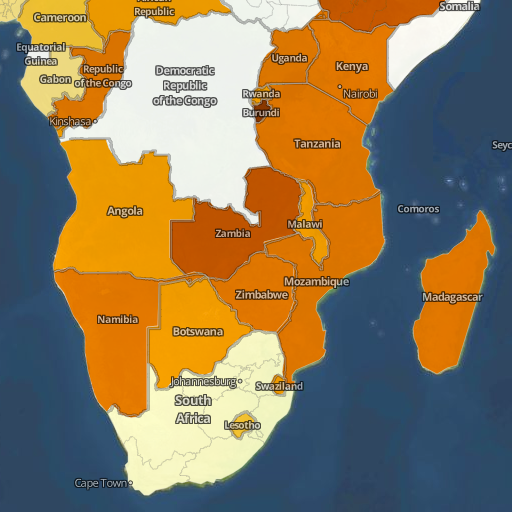 Somalia
Cameroon
African
Republic
Equatorial
Guinea
Gabon
Republic
of the Congo
Democratic
Republic
of the Congo
Uganda
Kenya
Rwanda
Nairobi
Burundi
Kinshasa
Tanzania
Seyc
Angola
Comoros
Malawi
Zambia
Mozambique
Zimbabwe
Madagascar
Namibia
Botswana
Johannesburg
Swaziland
South
Africa
Lesotho
Cape Town